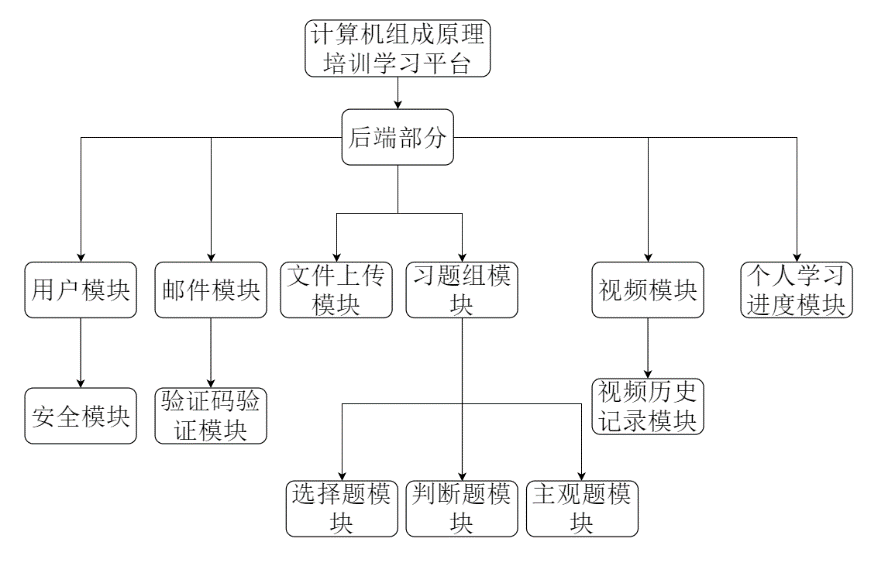 计算机组成原理
培训学习平台
后端部分
用户模块
邮件模块
文件上传
模块
习题组模
块
视频模块
个人学习
进度模块
安全模块
验证码验
证模块
视频历史
记录模块
选择题模
块
判断题模
块
主观题模
块